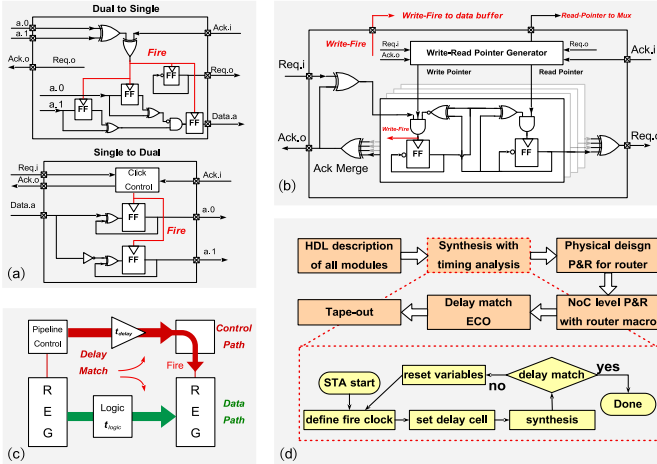 Dual to Single
a.0
a.1
Ack.i
Fire
Ack.o
Req.o
FF
Req.o
a.0
FF
a.1
FF
FF
Data.a
Single to Dual
Req.i
Ack.o
Click
Control
Ack.i
Data.a
FF
a.0
Fire
FF
a.1
(a)
Write-Fire to data buffer
Read-Pointer to Mux
Write-Fire
Req.i
Ack.o
Write-Read Pointer Generator
Req.o
Ack.i
Write Pointer
Read Pointer
Req.i
Write-Fire
FF
FF
Ack.o
Ack Merge
Req.o
(b)
Pipeline
Control
tdelay
Control
Path
Delay
Match
Fire
R
E
G
Logic
tlogic
R
E
G
Data
Path
(c)
HDL description
of all modules
Synthesis with
timing analysis
Physical deisgn
P&R for router
Tape-out
Delay match
ECO
NoC level P&R
with router macro
STA start
reset variables
no
delay match
yes
Done
define fire clock
set delay cell
synthesis
(d)